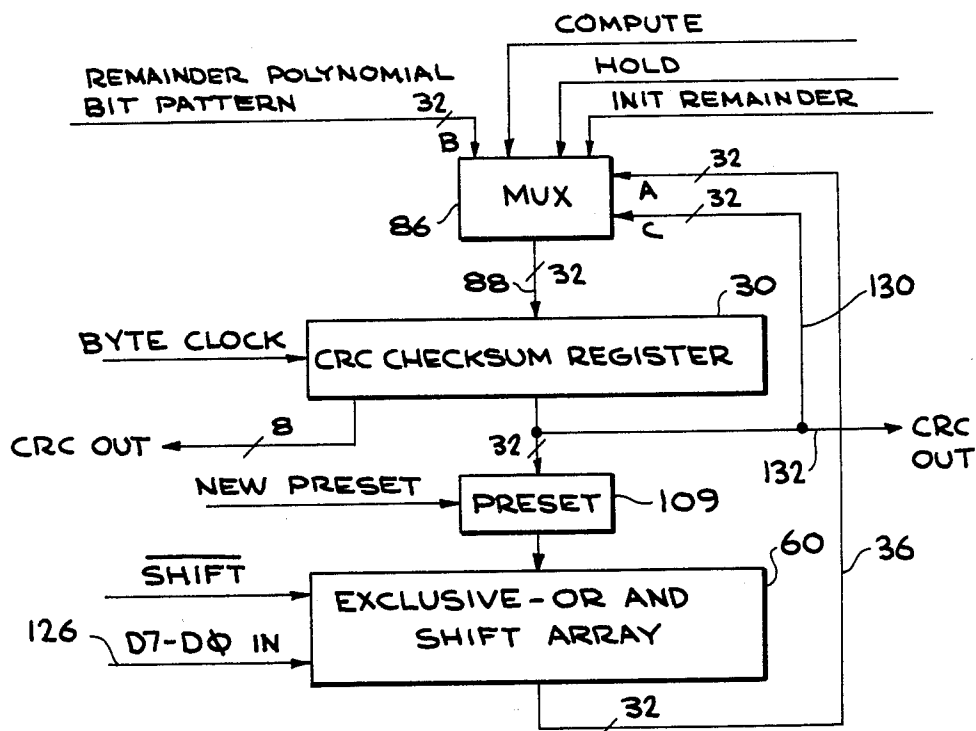 COMPUTE
HOLD
INIT REMAINDER
REMAINDER POLYNOMIAL
BIT PATTERN
32
B
MUX
86
A
32
C
32
88
32
30
130
BYTE CLOCK
CRC CHECKSUM REGISTER
CRC OUT
8
32
132
CRC
OUT
NEW PRESET
PRESET
109
60
36
SHIFT
126
D7-DØ IN
EXCLUSIVE-OR AND
SHIFT ARRAY
32